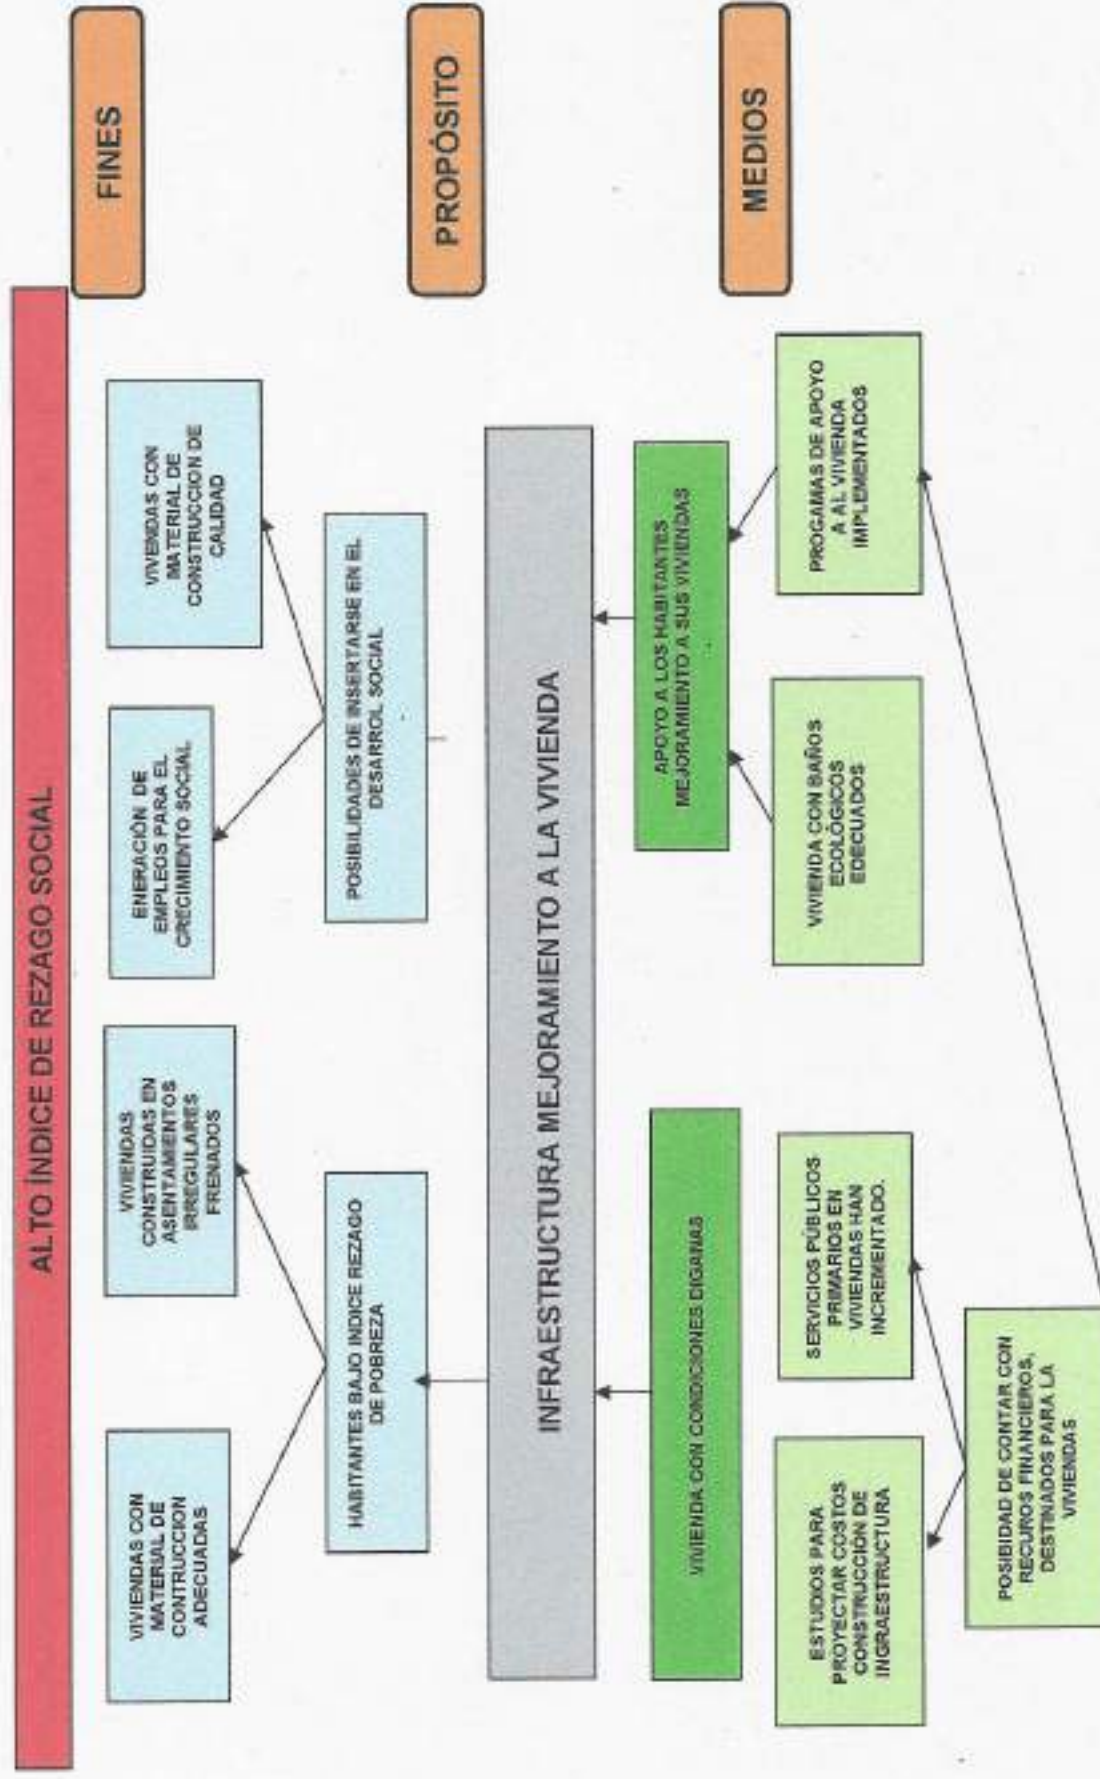 ALTO ÍNDICE DE REZAGO SOCIAL
FINES
VIVIENDAS CON
MATERIAL DE
CONTRUCCION
ADECUADAS
VIVIENDAS
CONSTRUIDAS EN
ASENTAMIENTOS
IRREGULARES
FRENADOS
ENERACIÓN DE
EMPLEOS PARA EL
CRECIMIENTO SOCIAL
VIVENDAS CON
MATERIAL DE
CONSTRUCCION DE
CALIDAD
HABITANTES BAJO INDICE REZAGO
DE POBREZA
POSIBILIDADES DE INSERTARSE EN EL
DESARROL SOCIAL
PROPÓSITO
INFRAESTRUCTURA MEJORAMIENTO A LA VIVIENDA
VIVIENDA CON CONDICIONES DIGANAS
APOYO A LOS HABITANTES
MEJORAMIENTO A SUS VIVIENDAS
MEDIOS
ESTUDIOS PARA
PROYECTAR COSTOS
CONSTRUCCIÓN DE
INGRAESTRUCTURA
SERVICIOS PÚBLICOS
PRIMARIOS EN
VIVIENDAS HAN
INCREMENTADO.
VIVIENDA CON BAÑOS
ECOLÓGICOS
EDECUADOS
PROGAMAS DE APOYO
A AL VIVIENDA
IMPLEMENTADOS
POSIBIDAD DE CONTAR CON
RECUROS FINANCIEROS,
DESTINADOS PARA LA
VIVIENDAS